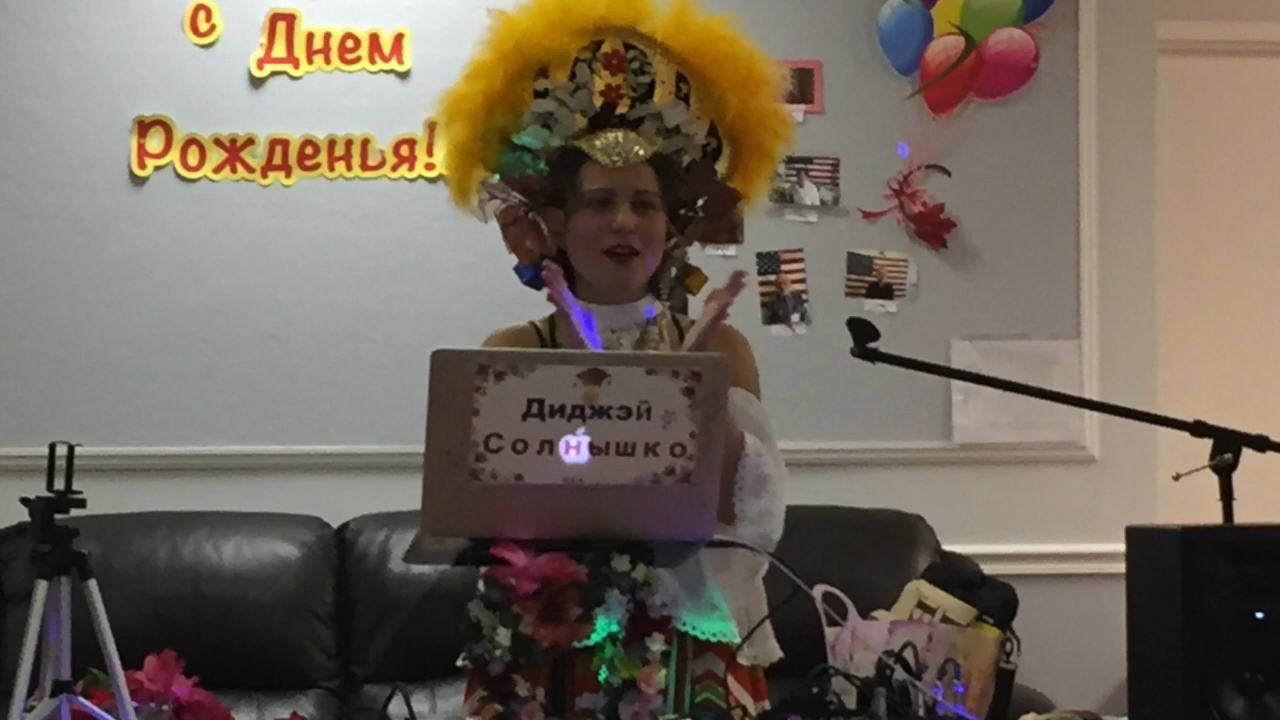 с
Днем
Рожденья!
Диджэй
Солнышко